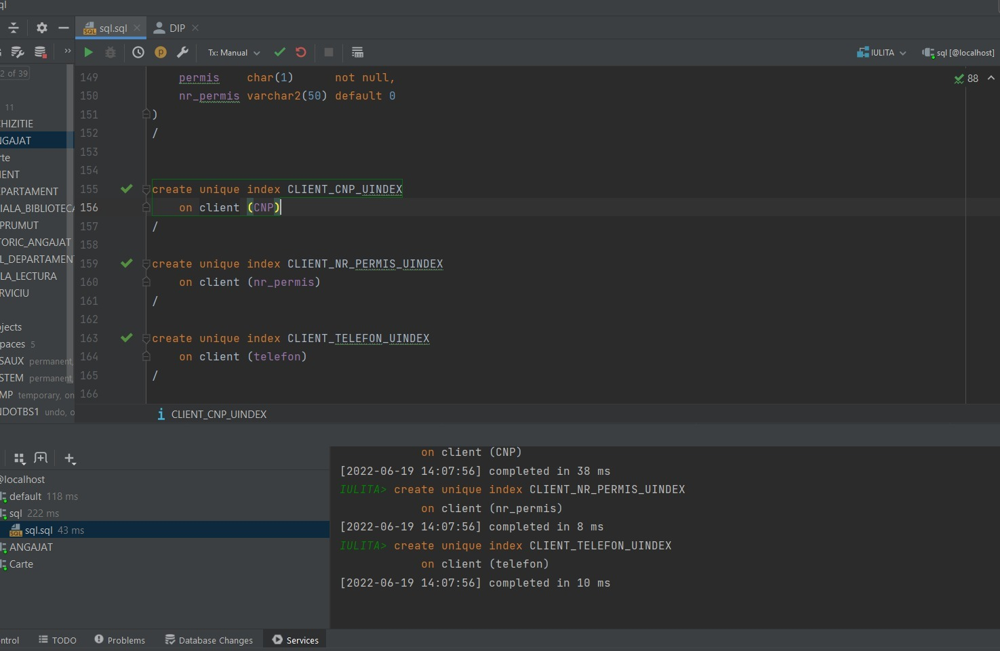 ql
sql.sql
DIP
Tx: Manual
IULITA
sql [@localhost]
2 of 39
11
HIZITIE
NGAJAT
rte
IENT
EPARTAMENT
IALA_BIBLIOTECA
PRUMUT
TORIC_ANGAJAT
L_DEPARTAMEN
LA_LECTURA
RVICIU
jects
paces 5
SAUX permanent,
STEM permanent,
MP temporary, on
NDOTBS1 undo, o
88
149 permis char(1) not null,
150 nr_permis varchar2(50) default 0
151 )
152 /
153
154
155 create unique index CLIENT_CNP_UINDEX
156 on client (CNP)
157 /
158
159 create unique index CLIENT_NR_PERMIS_UINDEX
160 on client (nr_permis)
161 /
162
163 create unique index CLIENT_TELEFON_UINDEX
164 on client (telefon)
165 /
166
CLIENT_CNP_UINDEX
@localhost
default 118 ms
sql 222 ms
sql.sql 43 ms
ANGAJAT
Carte
on client (CNP)
[2022-06-19 14:07:56] completed in 38 ms
IULITA> create unique index CLIENT_NR_PERMIS_UINDEX
on client (nr_permis)
[2022-06-19 14:07:56] completed in 8 ms
IULITA> create unique index CLIENT_TELEFON_UINDEX
on client (telefon)
[2022-06-19 14:07:56] completed in 10 ms
ntrol
TODO
Problems
Database Changes
Services